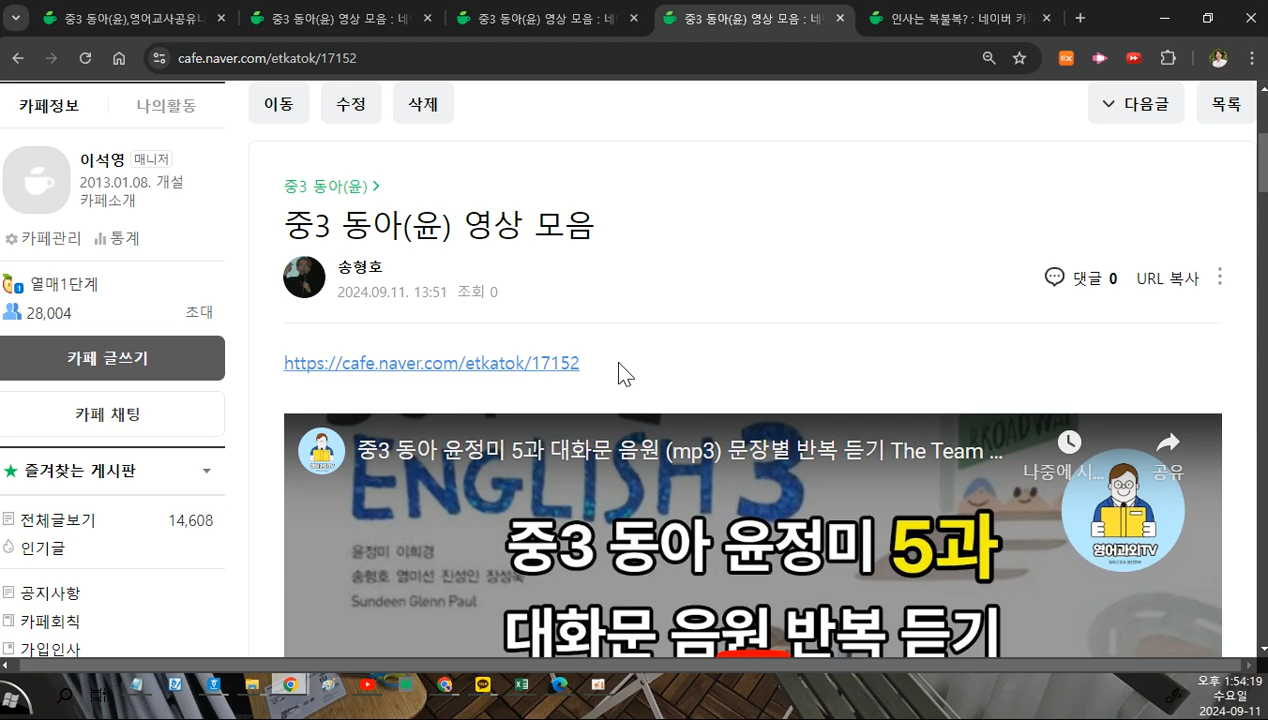 중3 동아(윤),영어교사공유나
중3 동아(윤) 영상 모음 : 네이
중3 동아(윤) 영상 모음 : 네이
중3 동아(윤) 영상 모음 : 네이
인사는 복불복? : 네이버 카
cafe.naver.com/etkatok/17152
카페정보
나의활동
이동
수정
삭제
다음글
목록
이석영 매니저
2013.01.08. 개설
카페소개
카페관리
통계
열매1단계
28,004
초대
카페 글쓰기
카페 채팅
즐겨찾는 게시판
전체글보기
14,608
인기글
공지사항
카페회칙
가입인사
중3 동아(윤)
중3 동아(윤) 영상 모음
송형호
2024.09.11. 13:51 조회 0
댓글 0
URL 복사
https://cafe.naver.com/etkatok/17152
중3 동아 윤정미 5과 대화문 음원 (mp3) 문장별 반복 듣기 The Team ...
나중에 시...
공유
BROADWAY
ENGLISH 3
윤정미 이희경
송형호 염미선 진성인 장성욱
Sundeen Glenn Paul
영어과외TV
중3 동아 윤정미 5과
대화문 음원 반복 듣기
오후 1:54:19
수요일
2024-09-11